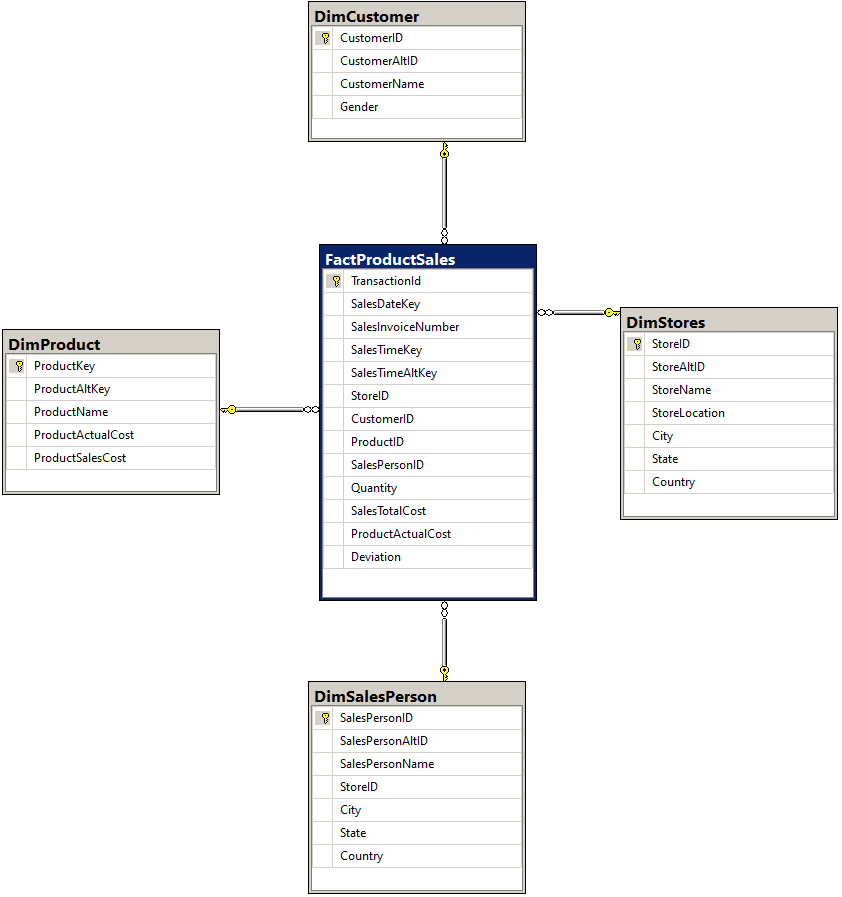 DimCustomer
CustomerID
CustomerAltID
CustomerName
Gender
FactProductSales
TransactionId
SalesDateKey
SalesInvoiceNumber
SalesTimeKey
SalesTimeAltKey
StoreID
CustomerID
ProductID
SalesPersonID
Quantity
SalesTotalCost
ProductActualCost
Deviation
DimStores
StoreID
StoreAltID
StoreName
StoreLocation
City
State
Country
DimProduct
ProductKey
ProductAltKey
ProductName
ProductActualCost
ProductSalesCost
DimSalesPerson
SalesPersonID
SalesPersonAltID
SalesPersonName
StoreID
City
State
Country